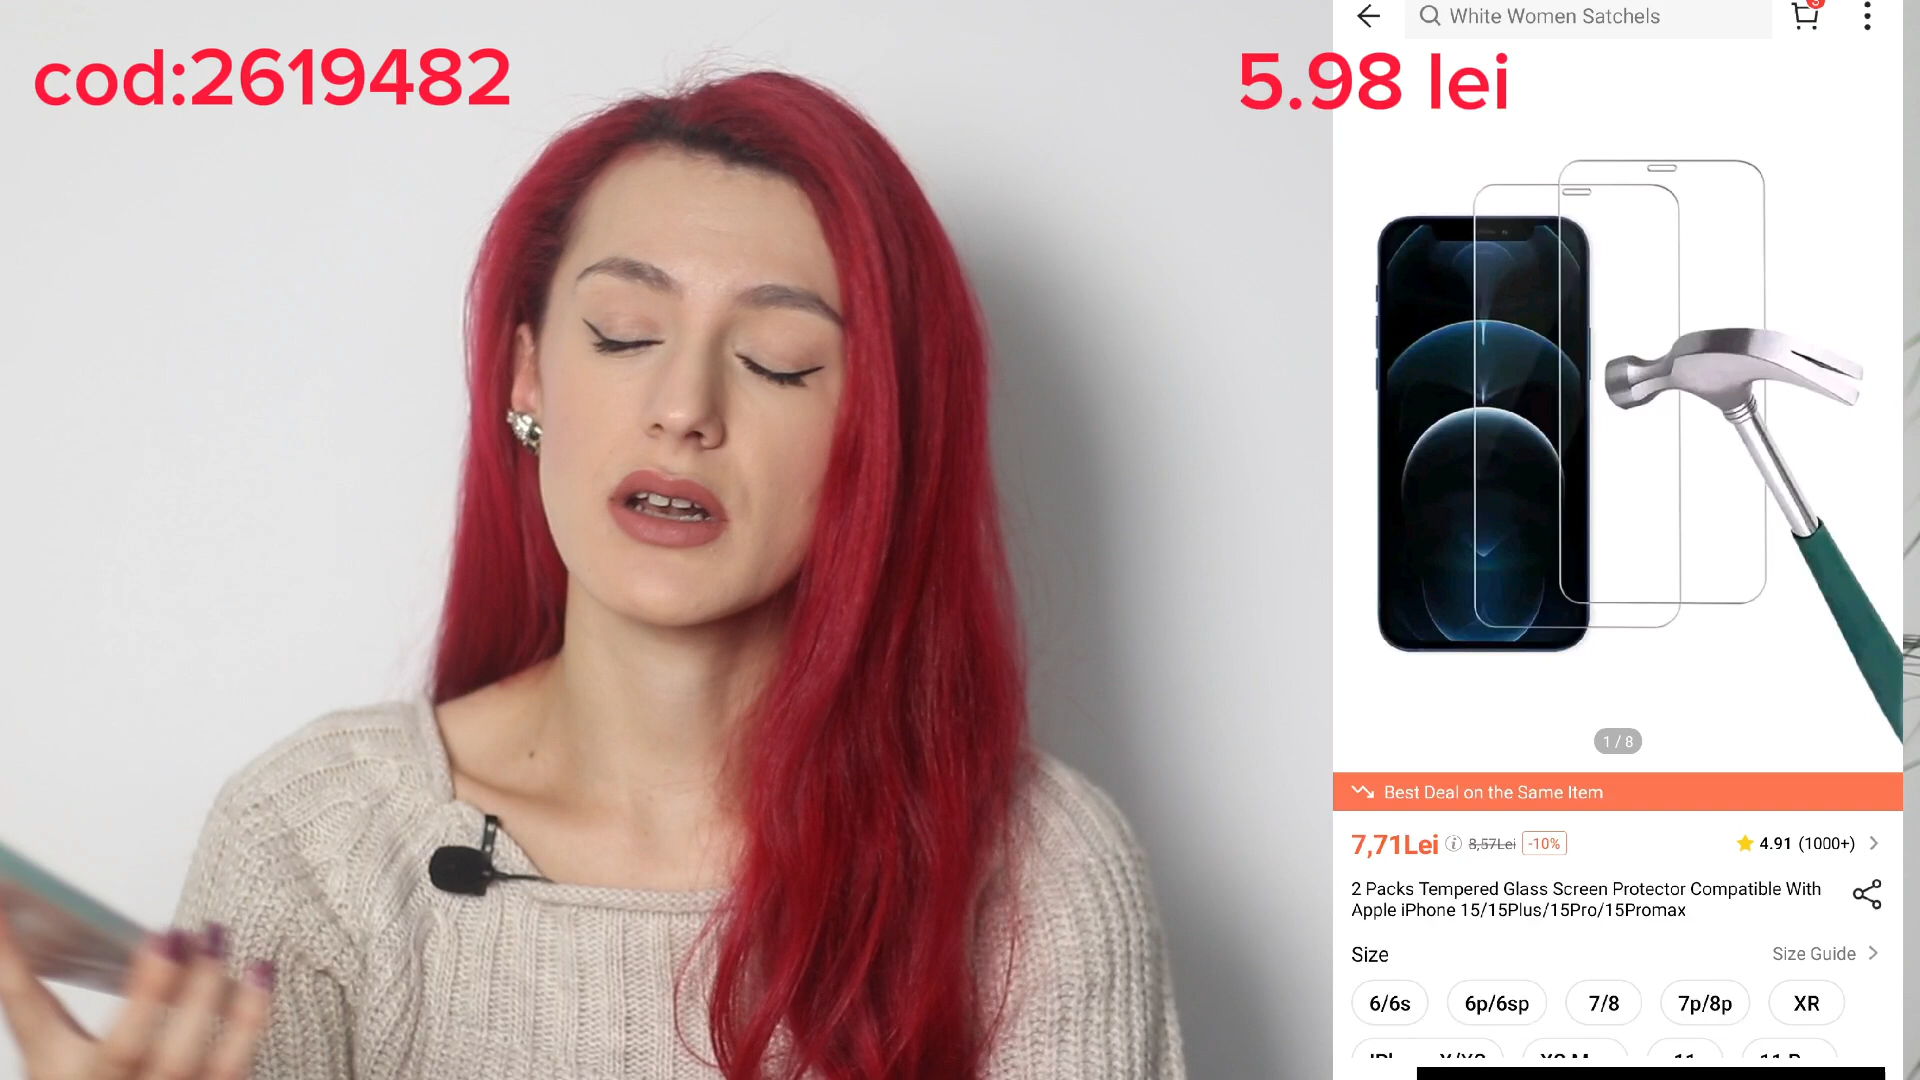 cod:2619482
5.98 lei
White Women Satchels
3
1 / 8
Best Deal on the Same Item
7,71Lei 8,57Lei -10% 4.91 (1000+)
2 Packs Tempered Glass Screen Protector Compatible With
Apple iPhone 15/15Plus/15Pro/15Promax
Size Size Guide
6/6s 6p/6sp 7/8 7p/8p XR